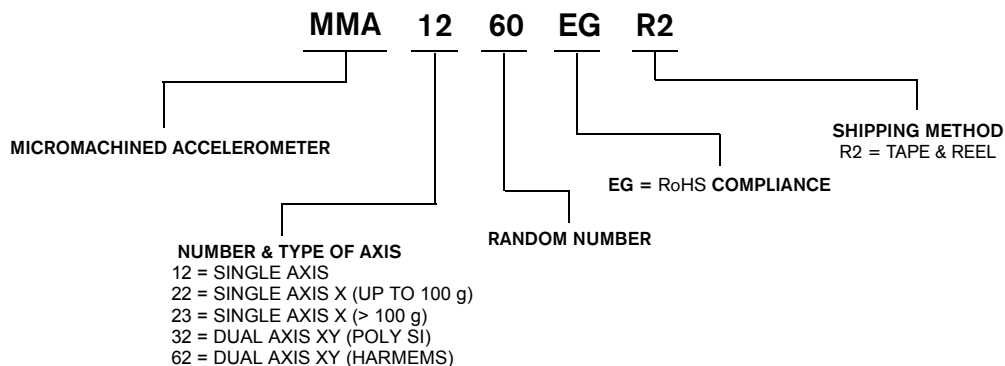 MMA 12 60 EG R2
MICROMACHINED ACCELEROMETER
SHIPPING METHOD
R2 = TAPE & REEL
EG = RoHS COMPLIANCE
RANDOM NUMBER
NUMBER & TYPE OF AXIS
12 = SINGLE AXIS
22 = SINGLE AXIS X (UP TO 100 g)
23 = SINGLE AXIS X (> 100 g)
32 = DUAL AXIS XY (POLY SI)
62 = DUAL AXIS XY (HARMEMS)